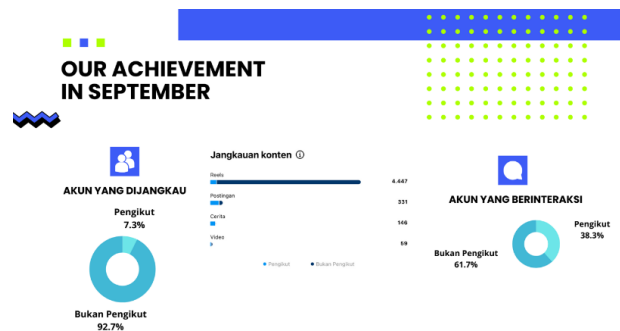 OUR ACHIEVEMENT
IN SEPTEMBER
AKUN YANG DIJANGKAU
Pengikut
7.3%
Bukan Pengikut
92.7%
Jangkauan konten
Reels
4.447
Postingan
331
Cerita
146
Video
59
Pengikut
Bukan Pengikut
AKUN YANG BERINTERAKSI
Pengikut
38.3%
Bukan Pengikut
61.7%